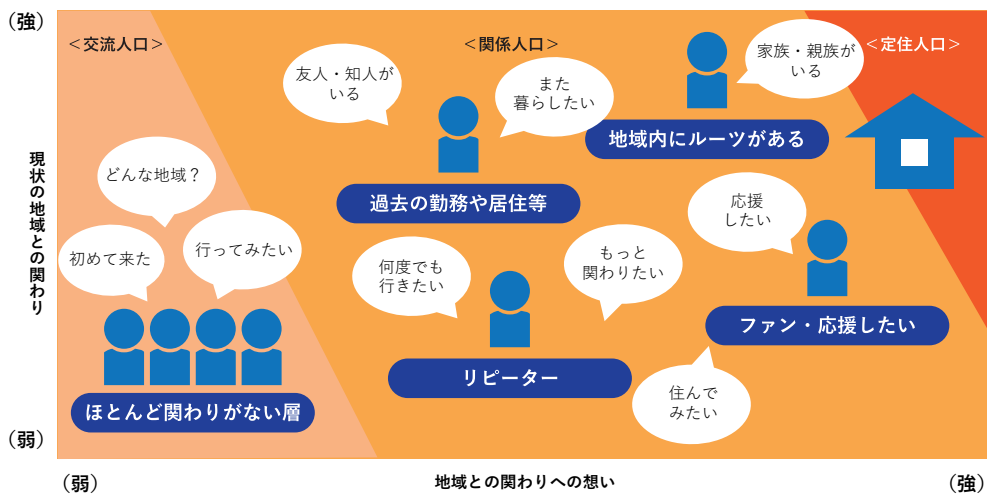 （強）
＜交流人口＞
＜関係人口＞
＜定住人口＞
友人・知人が
いる
また
暮らしたい
家族・親族が
いる
地域内にルーツがある
現状の地域との関わり
どんな地域？
過去の勤務や居住等
応援
したい
初めて来た
行ってみたい
何度でも
行きたい
もっと
関わりたい
ファン・応援したい
リピーター
住んで
みたい
ほとんど関わりがない層
（弱）
（弱）
地域との関わりへの想い
（強）